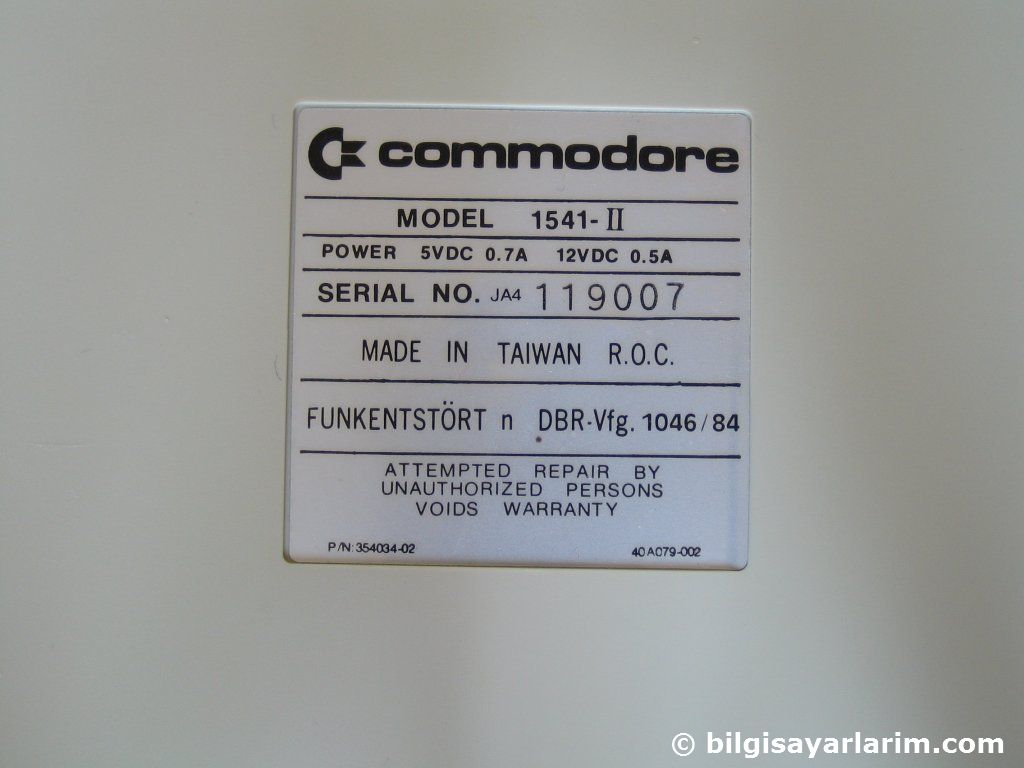 commodore
MODEL 1541-II
POWER 5VDC 0.7A 12VDC 0.5A
SERIAL NO. JA4 119007
MADE IN TAIWAN R.O.C.
FUNKENTSTÖRT n DBR-Vfg. 1046/84
ATTEMPTED REPAIR BY
UNAUTHORIZED PERSONS
VOIDS WARRANTY
P/N: 354034-02 40A079-002
© bilgisayarlarim.com